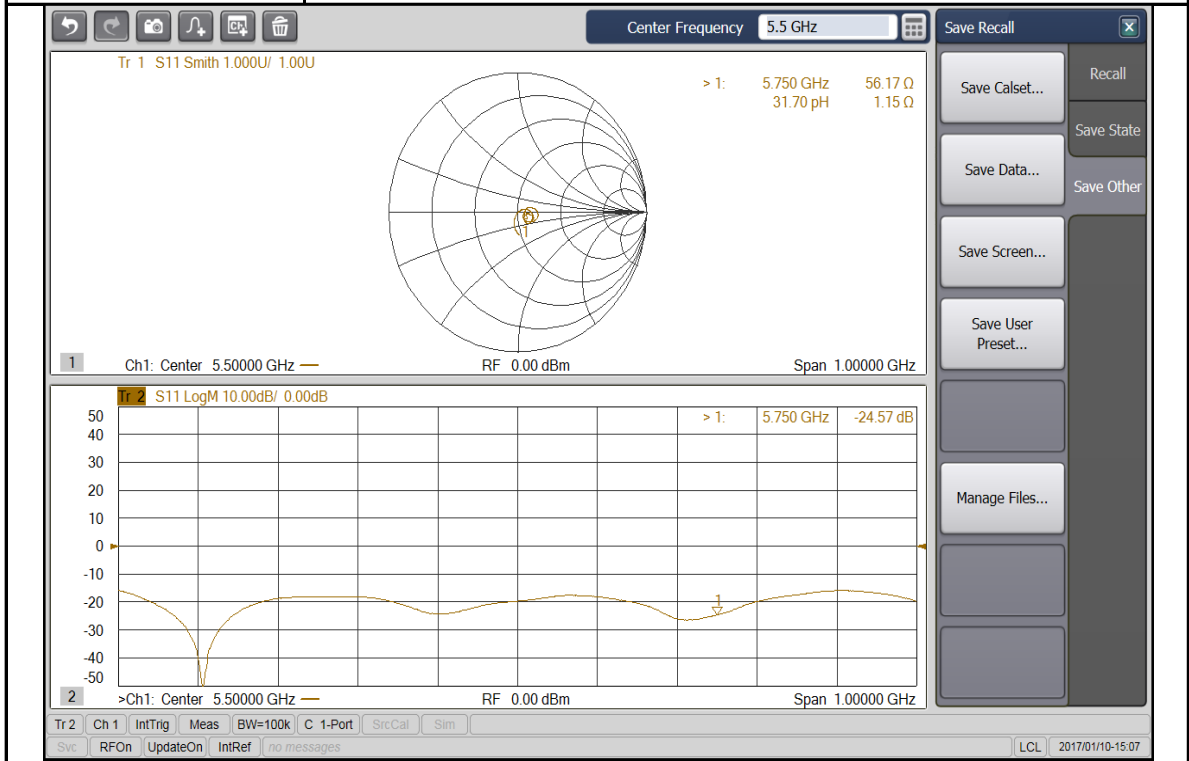 Center Frequency 5.5 GHz
Save Recall X
Tr 1 S11 Smith 1.000U/ 1.00U
> 1: 5.750 GHz 56.17 Ω
31.70 pH 1.15 Ω
1
1 Ch1: Center 5.50000 GHz — RF 0.00 dBm Span 1.00000 GHz
Tr 2 S11 LogM 10.00dB/ 0.00dB
> 1: 5.750 GHz -24.57 dB
50
40
30
20
10
0
-10
-20
-30
-40
-50
1
2 >Ch1: Center 5.50000 GHz — RF 0.00 dBm Span 1.00000 GHz
Save Calset...
Save Data...
Save Screen...
Save User
Preset...
Manage Files...
Recall
Save State
Save Other
Tr 2 Ch 1 IntTrig Meas BW=100k C 1-Port SrcCal Sim
Svc RFOn UpdateOn IntRef no messages LCL 2017/01/10-15:07